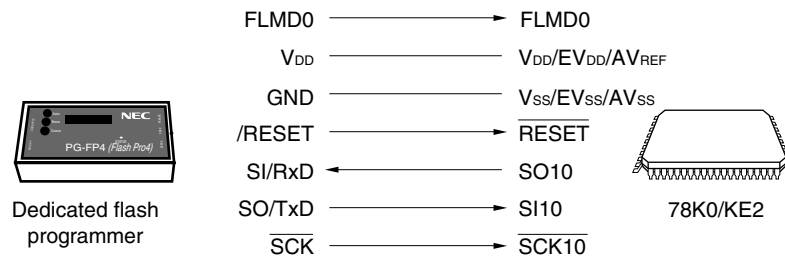 FLMD0 FLMD0
VDD VDD/EVDD/AVREF
GND VSS/EVSS/AVSS
/RESET RESET
SI/RxD SO10
SO/TxD SI10
SCK SCK10
NEC
PG-FP4 (Flash Pro4)
Dedicated flash
programmer
78K0/KE2